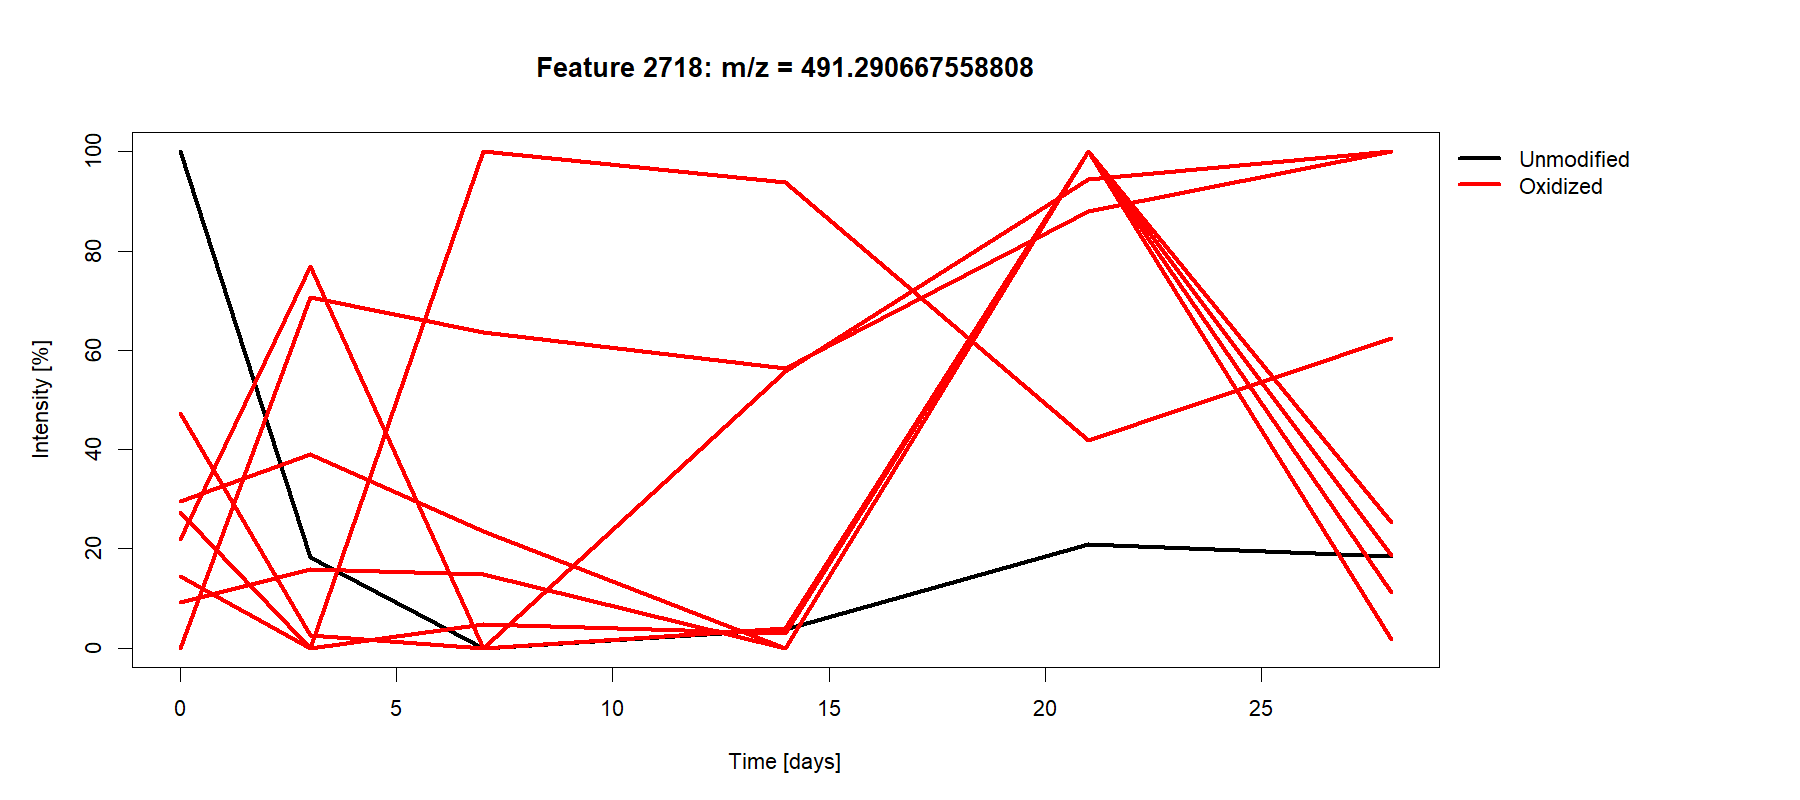 Feature 2718: m/z = 491.290667558808
Unmodified
Oxidized
Intensity [%]
100
80
60
40
20
0
0 5 10 15 20 25
Time [days]